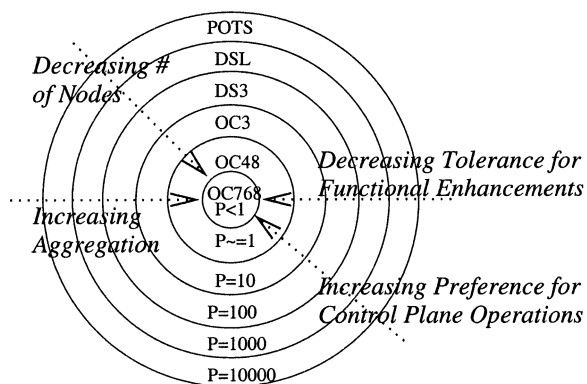 POTS
DSL
DS3
OC3
OC48
OC768
P<1
P~=1
P=10
P=100
P=1000
P=10000
Decreasing #
of Nodes
Increasing
Aggregation
Decreasing Tolerance for
Functional Enhancements
Increasing Preference for
Control Plane Operations